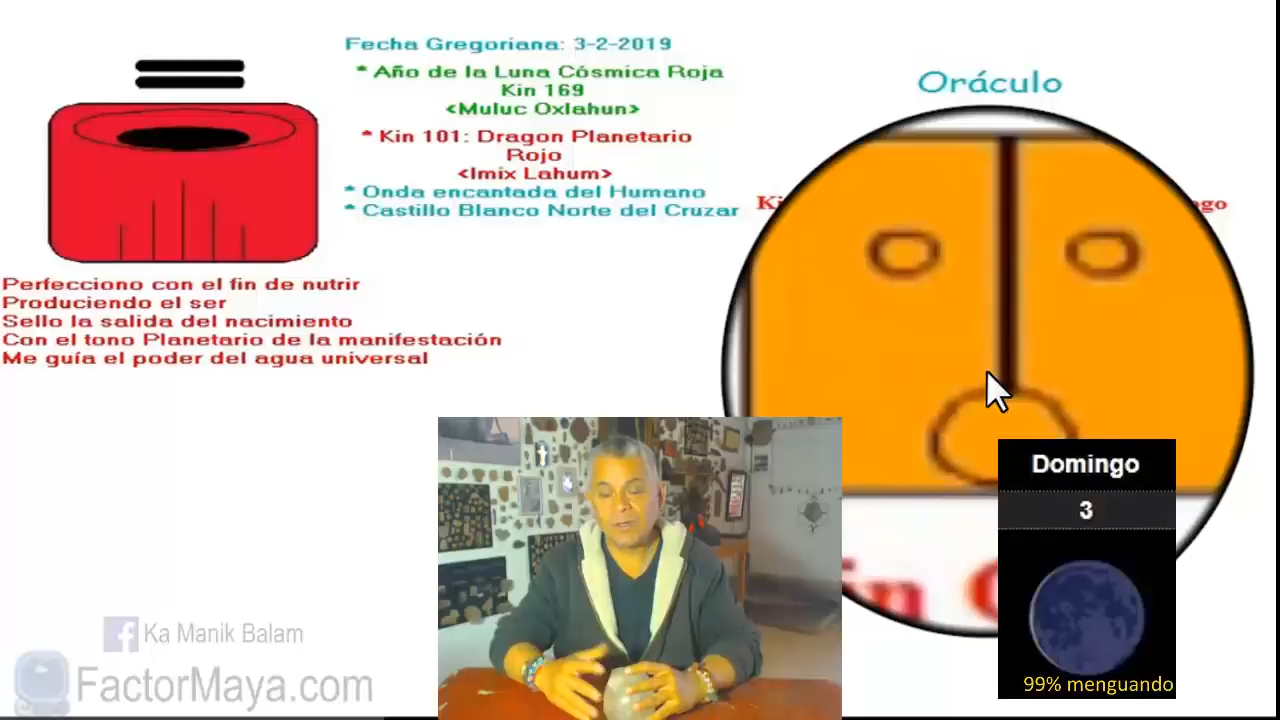 Fecha Gregoriana: 3-2-2019
* Año de la Luna Cósmica Roja
Kin 169
<Muluc Oxlahun>
* Kin 101: Dragon Planetario
Rojo
<Imix Lahum>
* Onda encantada del Humano
* Castillo Blanco Norte del Cruzar
Perfecciono con el fin de nutrir
Produciendo el ser
Sello la salida del nacimiento
Con el tono Planetario de la manifestación
Me guía el poder del agua universal
Oráculo
Domingo
3
99% menguando
Ka Manik Balam
FactorMaya.com